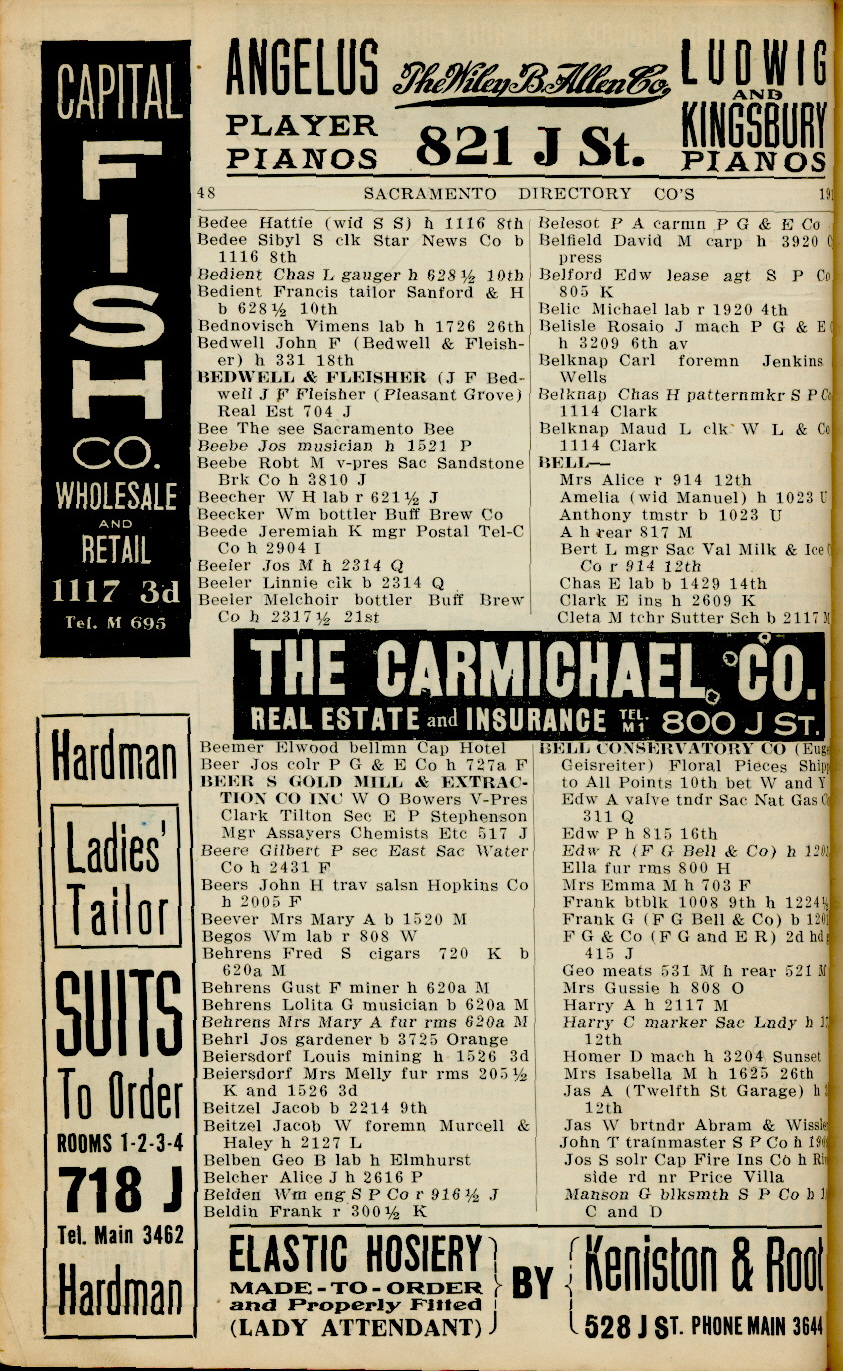 ANGELUS
PLAYER
PIANOS
The Wiley B. Allen Co.
821 J St.
LUDWIG
AND
KINGSBURY
PIANOS
CAPITAL
FISH
CO.
WHOLESALE
AND
RETAIL
1117 3d
Tel. M 695
48 SACRAMENTO DIRECTORY CO'S 191
Bedee Hattie (wid S S) h 1116 8th
Bedee Sibyl S clk Star News Co b
1116 8th
Bedient Chas L gauger h 628½ 10th
Bedient Francis tailor Sanford & H
b 628½ 10th
Bednovisch Vimens lab h 1726 26th
Bedwell John F (Bedwell & Fleish-
er) h 331 18th
BEDWELL & FLEISHER (J F Bed-
well J F Fleisher (Pleasant Grove)
Real Est 704 J
Bee The see Sacramento Bee
Beebe Jos musician h 1521 P
Beebe Robt M v-pres Sac Sandstone
Brk Co h 3810 J
Beecher W H lab r 621½ J
Beecker Wm bottler Buff Brew Co
Beede Jeremiah K mgr Postal Tel-C
Co h 2904 I
Beeler Jos M h 2314 Q
Beeler Linnie clk b 2314 Q
Beeler Melchoir bottler Buff Brew
Co h 2317½ 21st
Belesot P A carmn P G & E Co
Belfield David M carp h 3920
press
Belford Edw lease agt S P Co
805 K
Belic Michael lab r 1920 4th
Belisle Rosaio J mach P G & E
h 3209 6th av
Belknap Carl foremn Jenkins
Wells
Belknap Chas H patternmkr S P Co
1114 Clark
Belknap Maud L clk W L & Co
1114 Clark
BELL—
Mrs Alice r 914 12th
Amelia (wid Manuel) h 1023 U
Anthony tmstr b 1023 U
A h rear 817 M
Bert L mgr Sac Val Milk & Ice
Co r 914 12th
Chas E lab b 1429 14th
Clark E ins h 2609 K
Cleta M tchr Sutter Sch b 2117 M
THE CARMICHAEL CO.
REAL ESTATE and INSURANCE TEL. M 1 800 J ST.
Hardman
Ladies'
Tailor
SUITS
To Order
ROOMS 1-2-3-4
718 J
Tel. Main 3462
Hardman
Beemer Elwood bellmn Cap Hotel
Beer Jos colr P G & E Co h 727a F
BEER S GOLD MILL & EXTRAC-
TION CO INC W O Bowers V-Pres
Clark Tilton Sec E P Stephenson
Mgr Assayers Chemists Etc 517 J
Beere Gilbert P sec East Sac Water
Co h 2431 F
Beers John H trav salsn Hopkins Co
h 2005 F
Beever Mrs Mary A b 1520 M
Begos Wm lab r 808 W
Behrens Fred S cigars 720 K b
620a M
Behrens Gust F miner h 620a M
Behrens Lolita G musician b 620a M
Behrens Mrs Mary A fur rms 620a M
Behrl Jos gardener b 3725 Orange
Beiersdorf Louis mining h 1526 3d
Beiersdorf Mrs Melly fur rms 205½
K and 1526 3d
Beitzel Jacob b 2214 9th
Beitzel Jacob W foremn Murcell &
Haley h 2127 L
Belben Geo B lab h Elmhurst
Belcher Alice J h 2616 P
Belden Wm eng S P Co r 916½ J
Beldin Frank r 300½ K
BELL CONSERVATORY CO (Euge
Geisreiter) Floral Pieces Shipp
to All Points 10th bet W and Y
Edw A valve tndr Sac Nat Gas
311 Q
Edw P h 815 16th
Edw R (F G Bell & Co) h 120
Ella fur rms 800 H
Mrs Emma M h 703 F
Frank btblk 1008 9th h 1224½
Frank G (F G Bell & Co) b 120
F G & Co (F G and E R) 2d hd
415 J
Geo meats 531 M h rear 521 M
Mrs Gussie h 808 O
Harry A h 2117 M
Harry C marker Sac Lndy h
12th
Homer D mach h 3204 Sunset
Mrs Isabella M h 1625 26th
Jas A (Twelfth St Garage) h
12th
Jas W brtndr Abram & Wissle
John T trainmaster S P Co h 190
Jos S solr Cap Fire Ins Co h Riv
side rd nr Price Villa
Manson G blksmth S P Co h
C and D
ELASTIC HOSIERY
MADE-TO-ORDER
and Properly Fitted
(LADY ATTENDANT)
BY
Keniston & Root
528 J ST. PHONE MAIN 3644